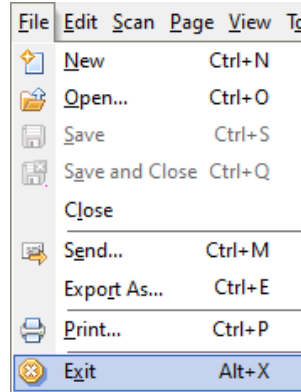 File Edit Scan Page View
New Ctrl+N
Open... Ctrl+O
Save Ctrl+S
Save and Close Ctrl+Q
Close
Send... Ctrl+M
Export As... Ctrl+E
Print... Ctrl+P
Exit Alt+X